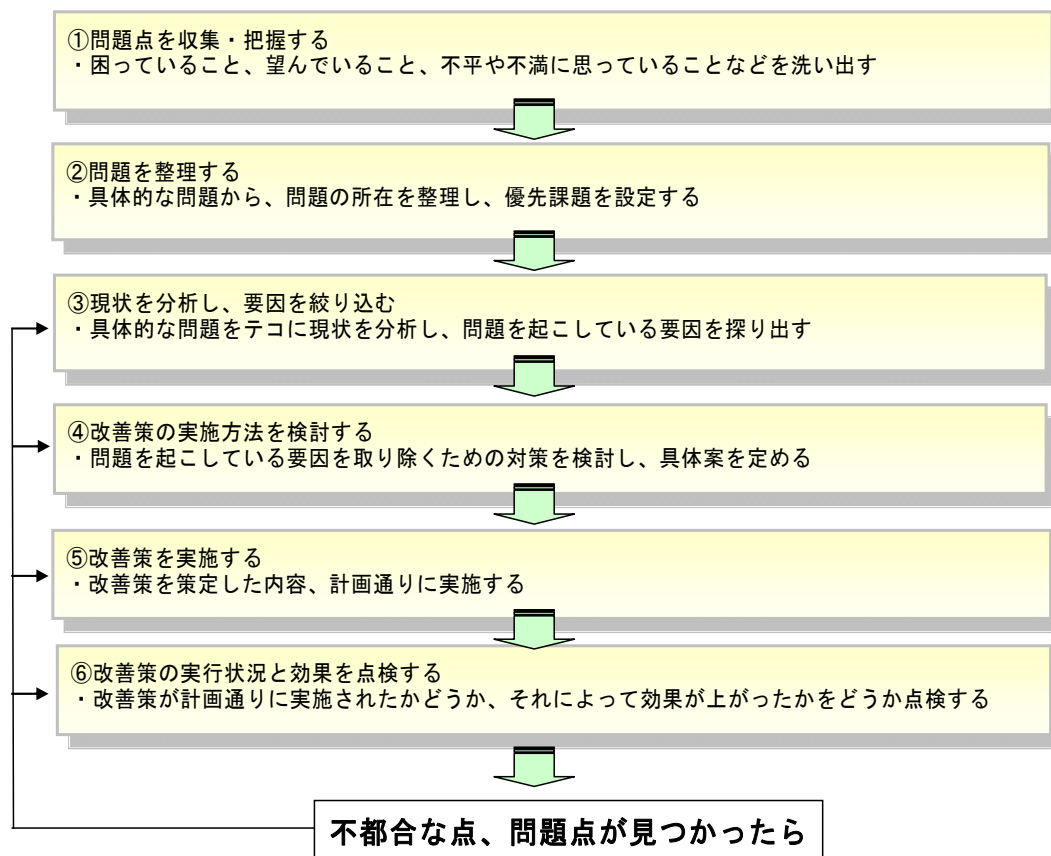 ①問題点を収集・把握する
・困っていること、望んでいること、不平や不満に思っていることなどを洗い出す
②問題を整理する
・具体的な問題から、問題の所在を整理し、優先課題を設定する
③現状を分析し、要因を絞り込む
・具体的な問題をテコに現状を分析し、問題を起こしている要因を探り出す
④改善策の実施方法を検討する
・問題を起こしている要因を取り除くための対策を検討し、具体案を定める
⑤改善策を実施する
・改善策を策定した内容、計画通りに実施する
⑥改善策の実行状況と効果を点検する
・改善策が計画通りに実施されたかどうか、それによって効果が上がったかをどうか点検する
不都合な点、問題点が見つかったら